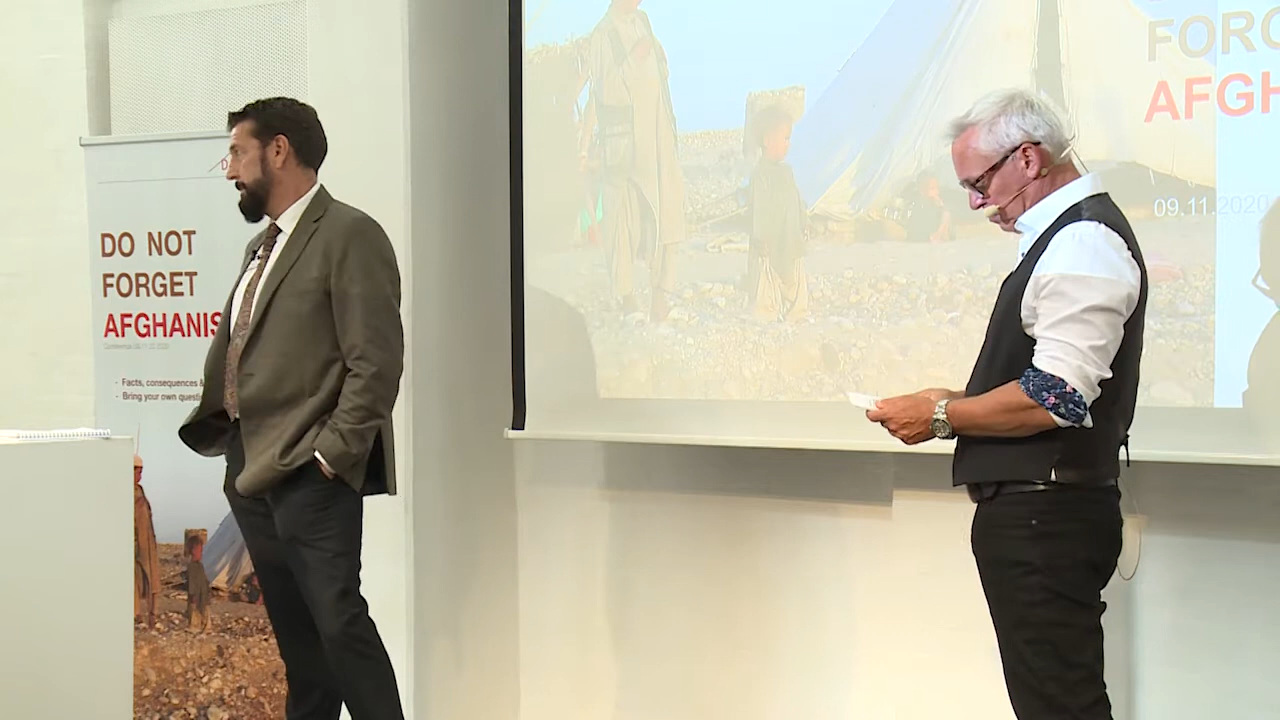 DO NOT
FORGET
AFGHANIS
- Facts, consequences &
- Bring your own questi
FORG
AFGH
09.11.2020